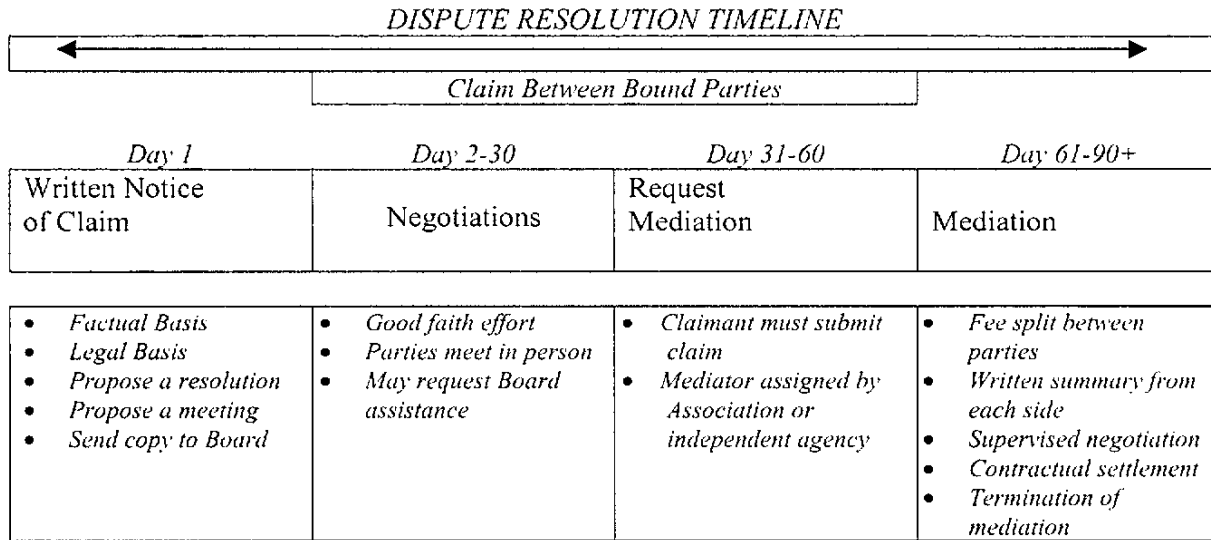 DISPUTE RESOLUTION TIMELINE
Claim Between Bound Parties
Day 1
Day 2-30
Day 31-60
Day 61-90+
Written Notice
of Claim
Negotiations
Request
Mediation
Mediation
• Factual Basis
• Legal Basis
• Propose a resolution
• Propose a meeting
• Send copy to Board
• Good faith effort
• Parties meet in person
• May request Board
assistance
• Claimant must submit
claim
• Mediator assigned by
Association or
independent agency
• Fee split between
parties
• Written summary from
each side
• Supervised negotiation
• Contractual settlement
• Termination of
mediation